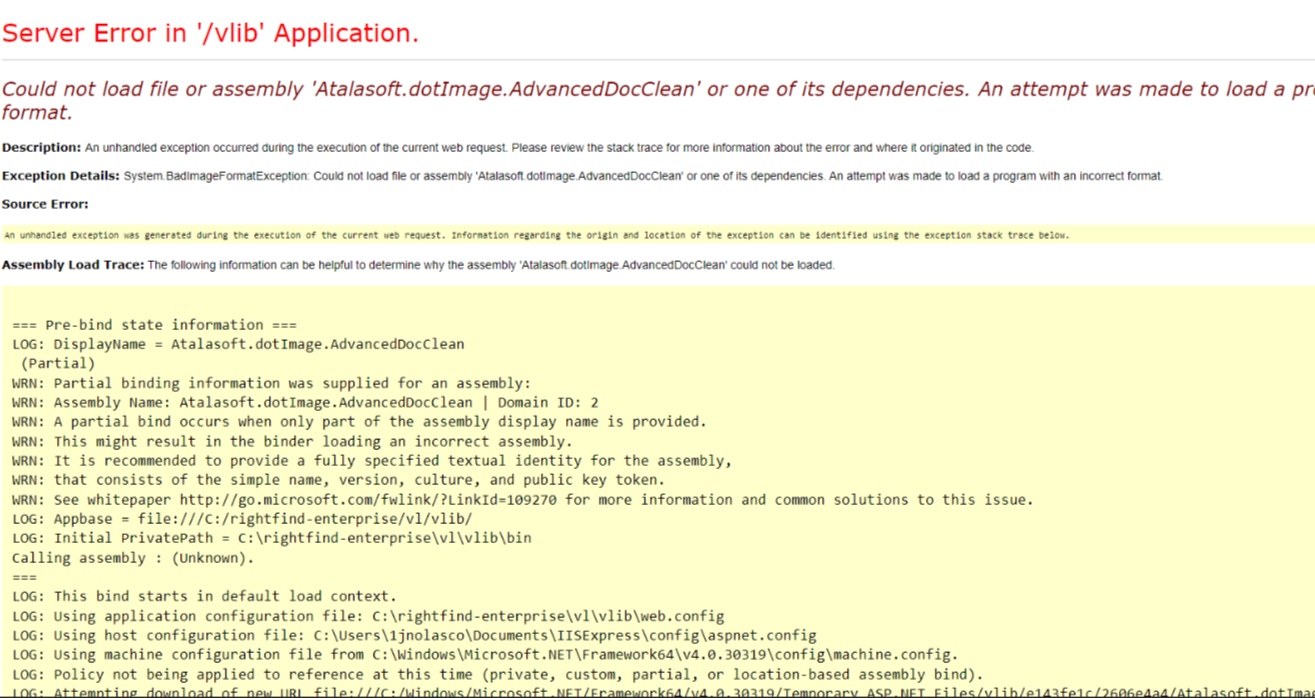 Server Error in '/vlib' Application.
Could not load file or assembly 'Atalasoft.dotImage.AdvancedDocClean' or one of its dependencies. An attempt was made to load a
format.
Description: An unhandled exception occurred during the execution of the current web request. Please review the stack trace for more information about the error and where it originated in the code.
Exception Details: System.BadImageFormatException: Could not load file or assembly 'Atalasoft.dotImage.AdvancedDocClean' or one of its dependencies. An attempt was made to load a program with an incorrect format.
Source Error:
An unhandled exception was generated during the execution of the current web request. Information regarding the origin and location of the exception can be identified using the exception stack trace below.
Assembly Load Trace: The following information can be helpful to determine why the assembly 'Atalasoft.dotImage.AdvancedDocClean' could not be loaded.
=== Pre-bind state information ===
LOG: DisplayName = Atalasoft.dotImage.AdvancedDocClean
(Partial)
WRN: Partial binding information was supplied for an assembly:
WRN: Assembly Name: Atalasoft.dotImage.AdvancedDocClean | Domain ID: 2
WRN: A partial bind occurs when only part of the assembly display name is provided.
WRN: This might result in the binder loading an incorrect assembly.
WRN: It is recommended to provide a fully specified textual identity for the assembly,
WRN: that consists of the simple name, version, culture, and public key token.
WRN: See whitepaper http://go.microsoft.com/fwlink/?LinkId=109270 for more information and common solutions to this issue.
LOG: Appbase = file:///C:/rightfind-enterprise/vl/vlib/
LOG: Initial PrivatePath = C:\rightfind-enterprise\vl\vlib\bin
Calling assembly : (Unknown).
===
LOG: This bind starts in default load context.
LOG: Using application configuration file: C:\rightfind-enterprise\vl\vlib\web.config
LOG: Using host configuration file: C:\Users\1jnolasco\Documents\IISExpress\config\aspnet.config
LOG: Using machine configuration file from C:\Windows\Microsoft.NET\Framework64\v4.0.30319\config\machine.config.
LOG: Policy not being applied to reference at this time (private, custom, partial, or location-based assembly bind).
LOG: Attempting download of new URL file:///C:/Windows/Microsoft.NET/Framework64/v4.0.30319/Temporary ASP.NET Files/vlib/e143fe1c/2606e4a4/Atalasoft.dotIma